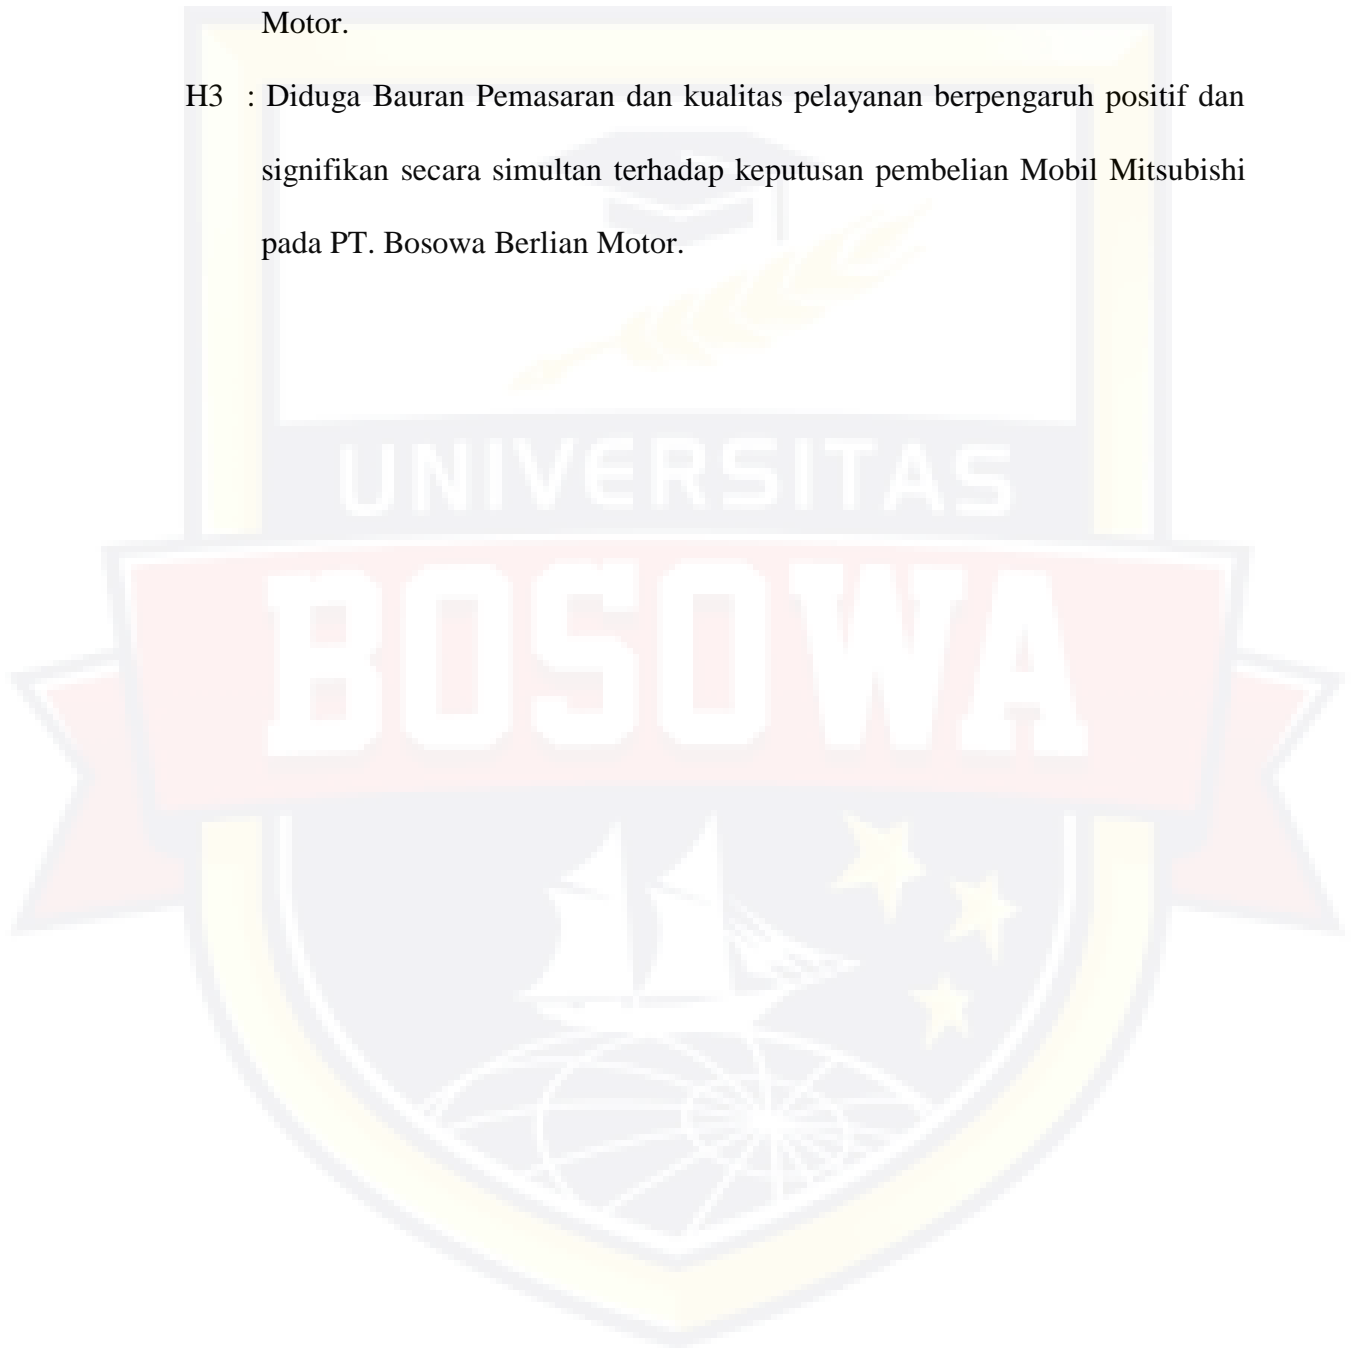 Motor.
H3 : Diduga Bauran Pemasaran dan kualitas pelayanan berpengaruh positif dan
signifikan secara simultan terhadap keputusan pembelian Mobil Mitsubishi
pada PT. Bosowa Berlian Motor.
UNIVERSITAS
BOSOWA